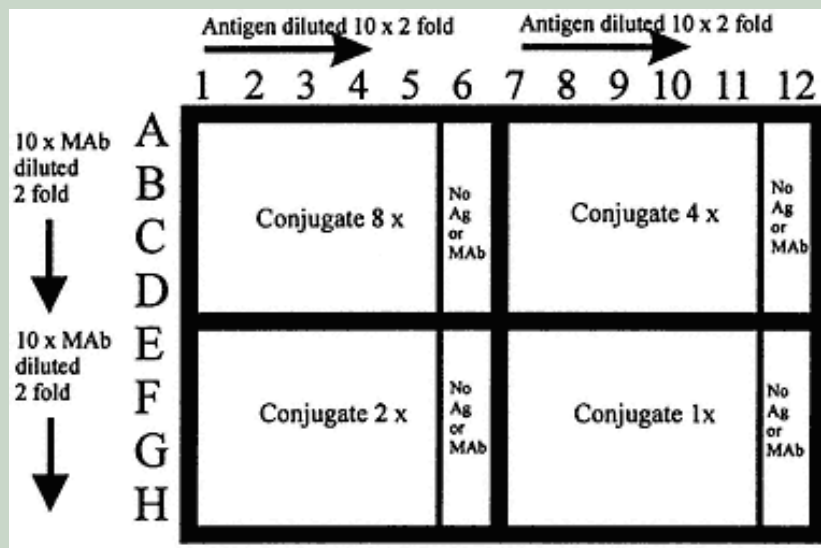 Antigen diluted 10 x 2 fold Antigen diluted 10 x 2 fold
1 2 3 4 5 6 7 8 9 10 11 12
10 x MAb
diluted
2 fold
A
B
C
D
Conjugate 8 x
No
Ag
or
MAb
Conjugate 4 x
No
Ag
or
MAb
10 x MAb
diluted
2 fold
E
F
G
H
Conjugate 2 x
No
Ag
or
MAb
Conjugate 1x
No
Ag
or
MAb